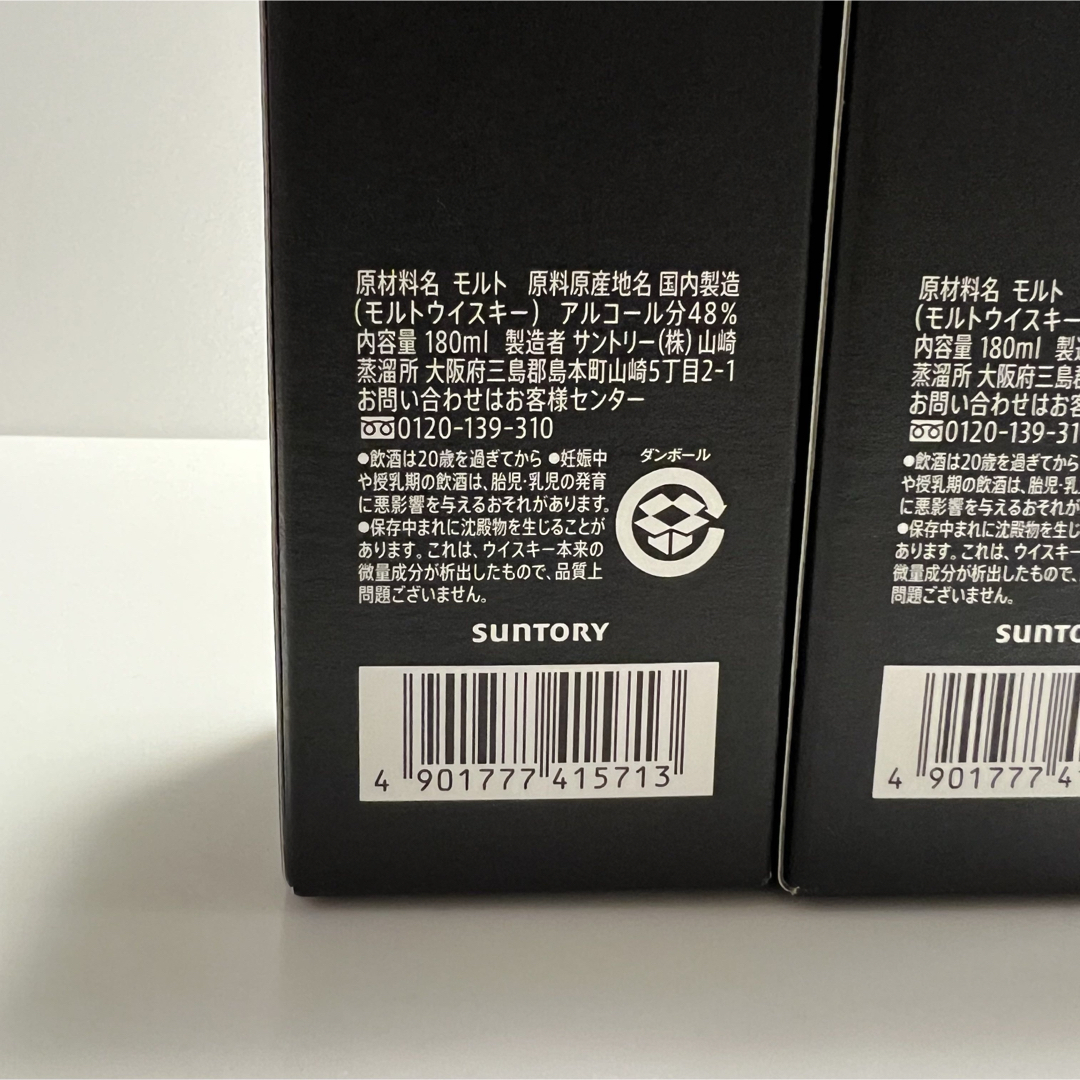 原材料名 モルト 原料原産地名 国内製造
(モルトウイスキー) アルコール分48%
内容量 180ml 製造者 サントリー(株)山崎
蒸溜所 大阪府三島郡島本町山崎5丁目2-1
お問い合わせはお客様センター
0120-139-310
●飲酒は20歳を過ぎてから ●妊娠中
や授乳期の飲酒は、胎児・乳児の発育
に悪影響を与えるおそれがあります。
●保存中まれに沈殿物を生じることが
あります。これは、ウイスキー本来の
微量成分が析出したもので、品質上
問題ございません。
ダンボール
SUNTORY
4 901777 415713
原材料名 モルト
(モルトウイスキー
内容量 180ml 製造
蒸溜所 大阪府三島
お問い合わせはお客
0120-139-31
●飲酒は20歳を過ぎてから
や授乳期の飲酒は、胎児・乳
に悪影響を与えるおそれが
●保存中まれに沈殿物を生じ
あります。これは、ウイスキー
微量成分が析出したもので、
問題ございません。
SUNTO
4 901777 4